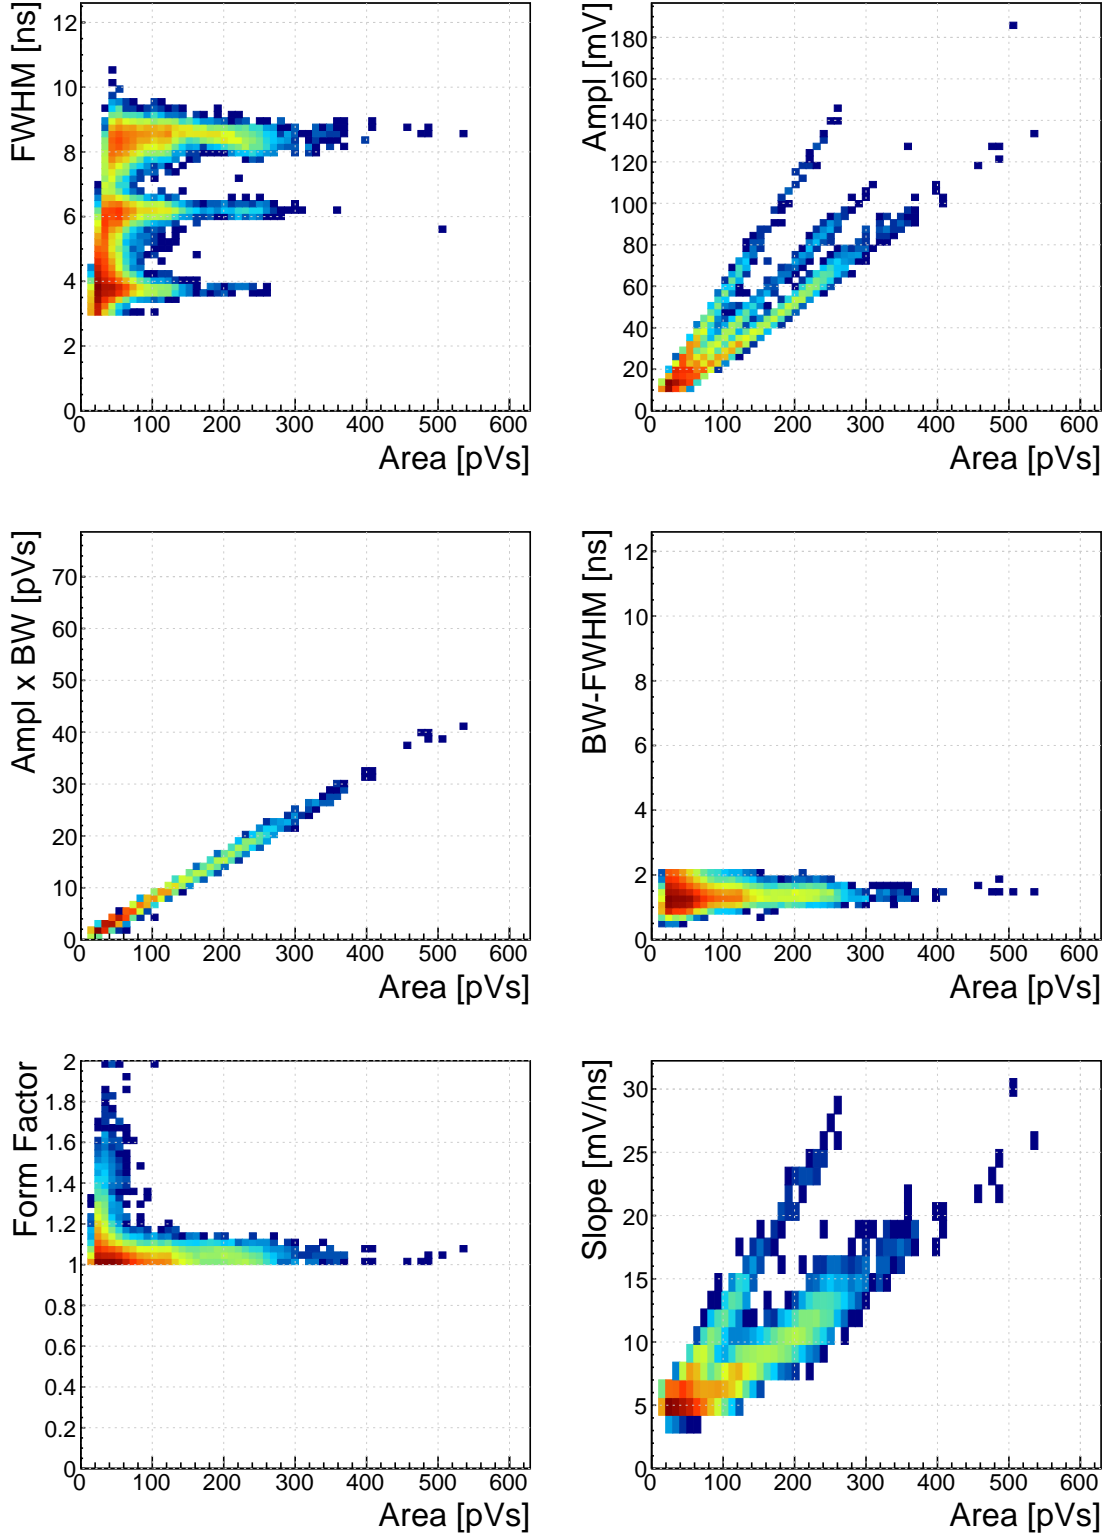 FWHM [ns]
12
10
8
6
4
2
0
0 100 200 300 400 500 600
Area [pVs]
Ampl [mV]
180
160
140
120
100
80
60
40
20
0
0 100 200 300 400 500 600
Area [pVs]
Ampl x BW [pVs]
70
60
50
40
30
20
10
0
0 100 200 300 400 500 600
Area [pVs]
BW-FWHM [ns]
12
10
8
6
4
2
0
0 100 200 300 400 500 600
Area [pVs]
Form Factor
2
1.8
1.6
1.4
1.2
1
0.8
0.6
0.4
0.2
0
0 100 200 300 400 500 600
Area [pVs]
Slope [mV/ns]
30
25
20
15
10
5
0
0 100 200 300 400 500 600
Area [pVs]